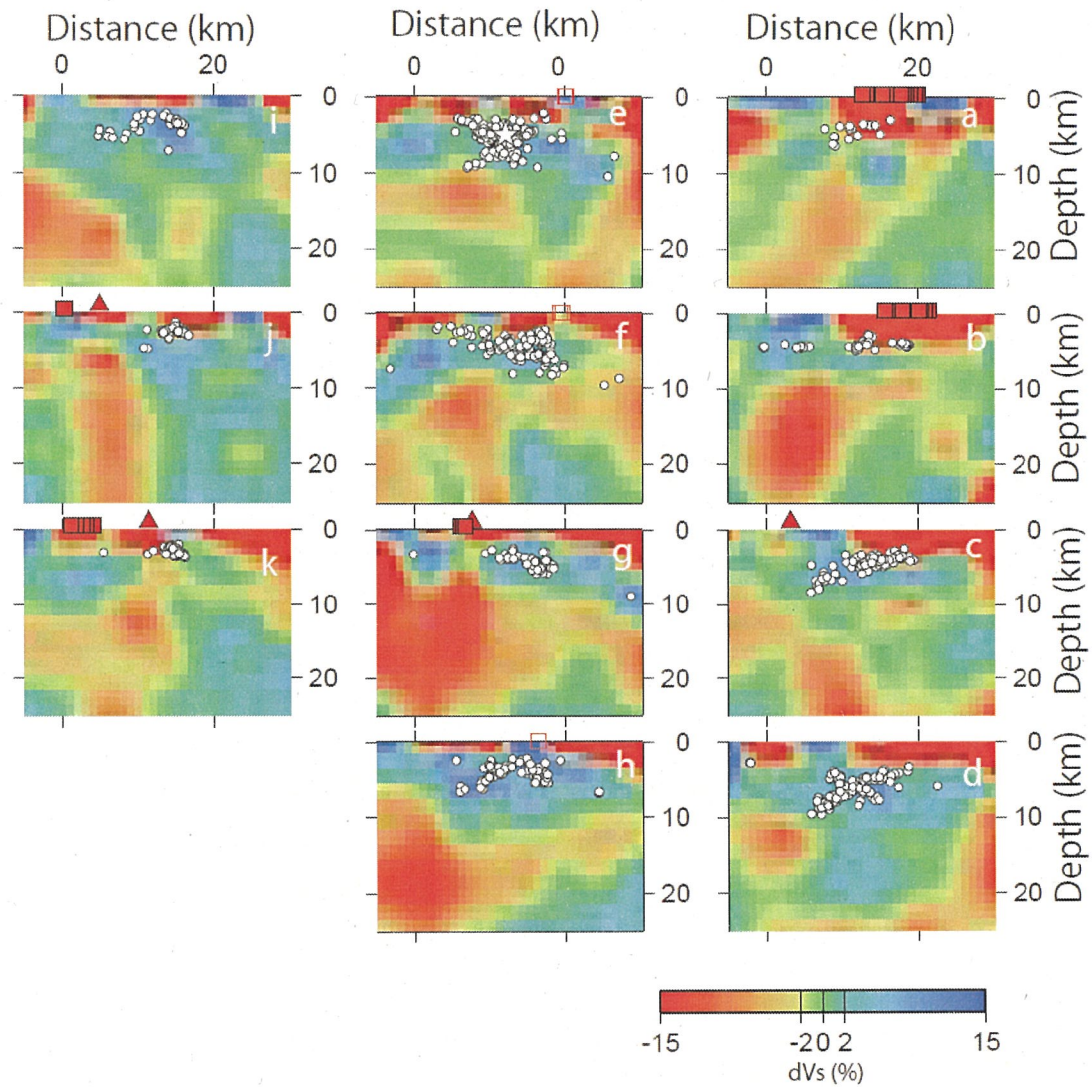 Distance (km) Distance (km) Distance (km)
0 20 0 0 0 20
i 0 e 0 a 0
10 10 10
20 20 20
Depth (km)
j 0 f 0 b 0
10 10 10
20 20 20
Depth (km)
k 0 g 0 c 0
10 10 10
20 20 20
Depth (km)
h 0 d 0
10 10
20 20
Depth (km)
-15 -2 0 2 15
dVs (%)